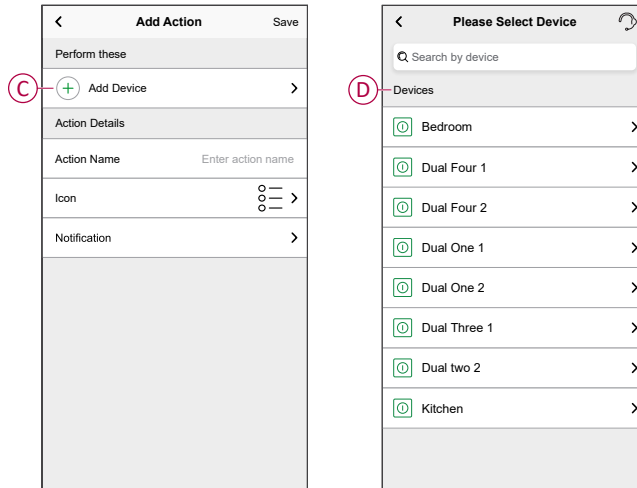 Add Action
Save
Perform these
C
Add Device
Action Details
Action Name
Enter action name
Icon
Notification
Please Select Device
Search by device
D
Devices
Bedroom
Dual Four 1
Dual Four 2
Dual One 1
Dual One 2
Dual Three 1
Dual two 2
Kitchen